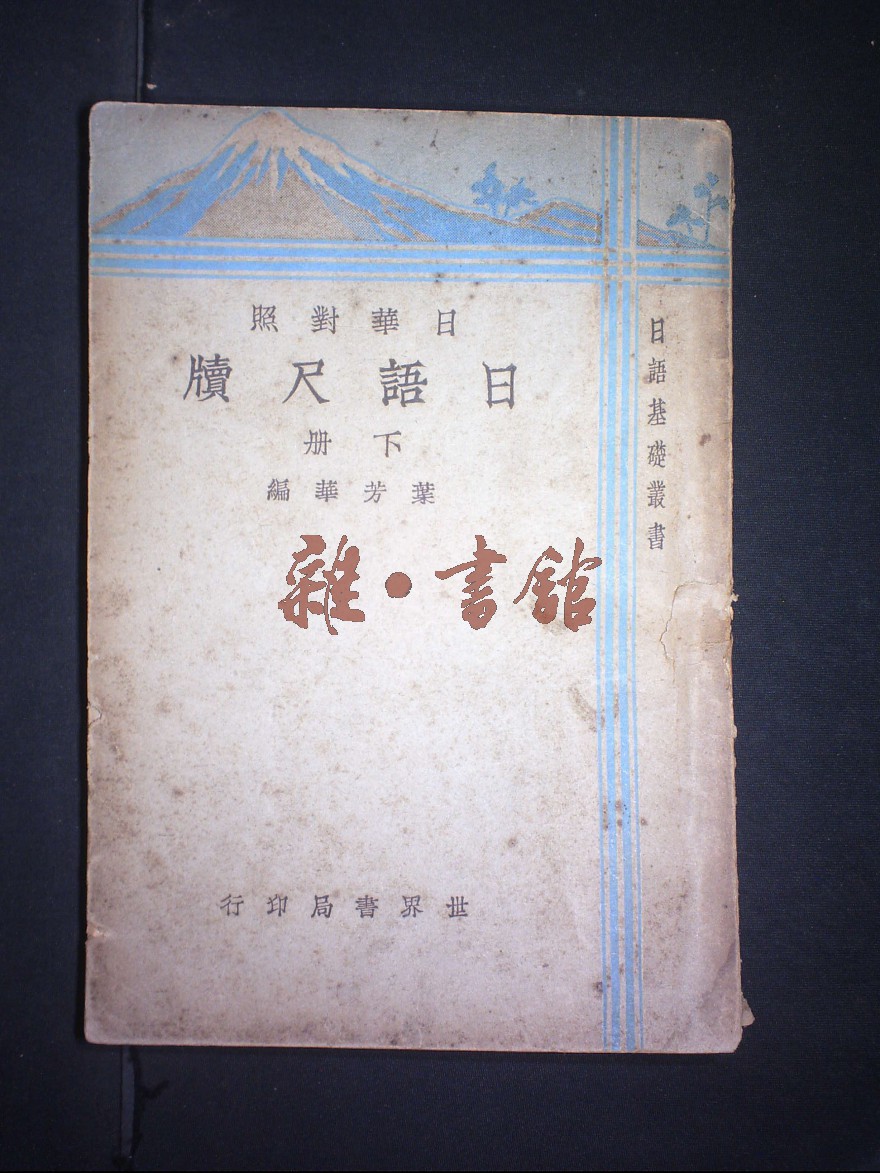 日華對照
日語尺牘
下册
葉芳華編
雜·書館
世界書局印行
日語基礎叢書